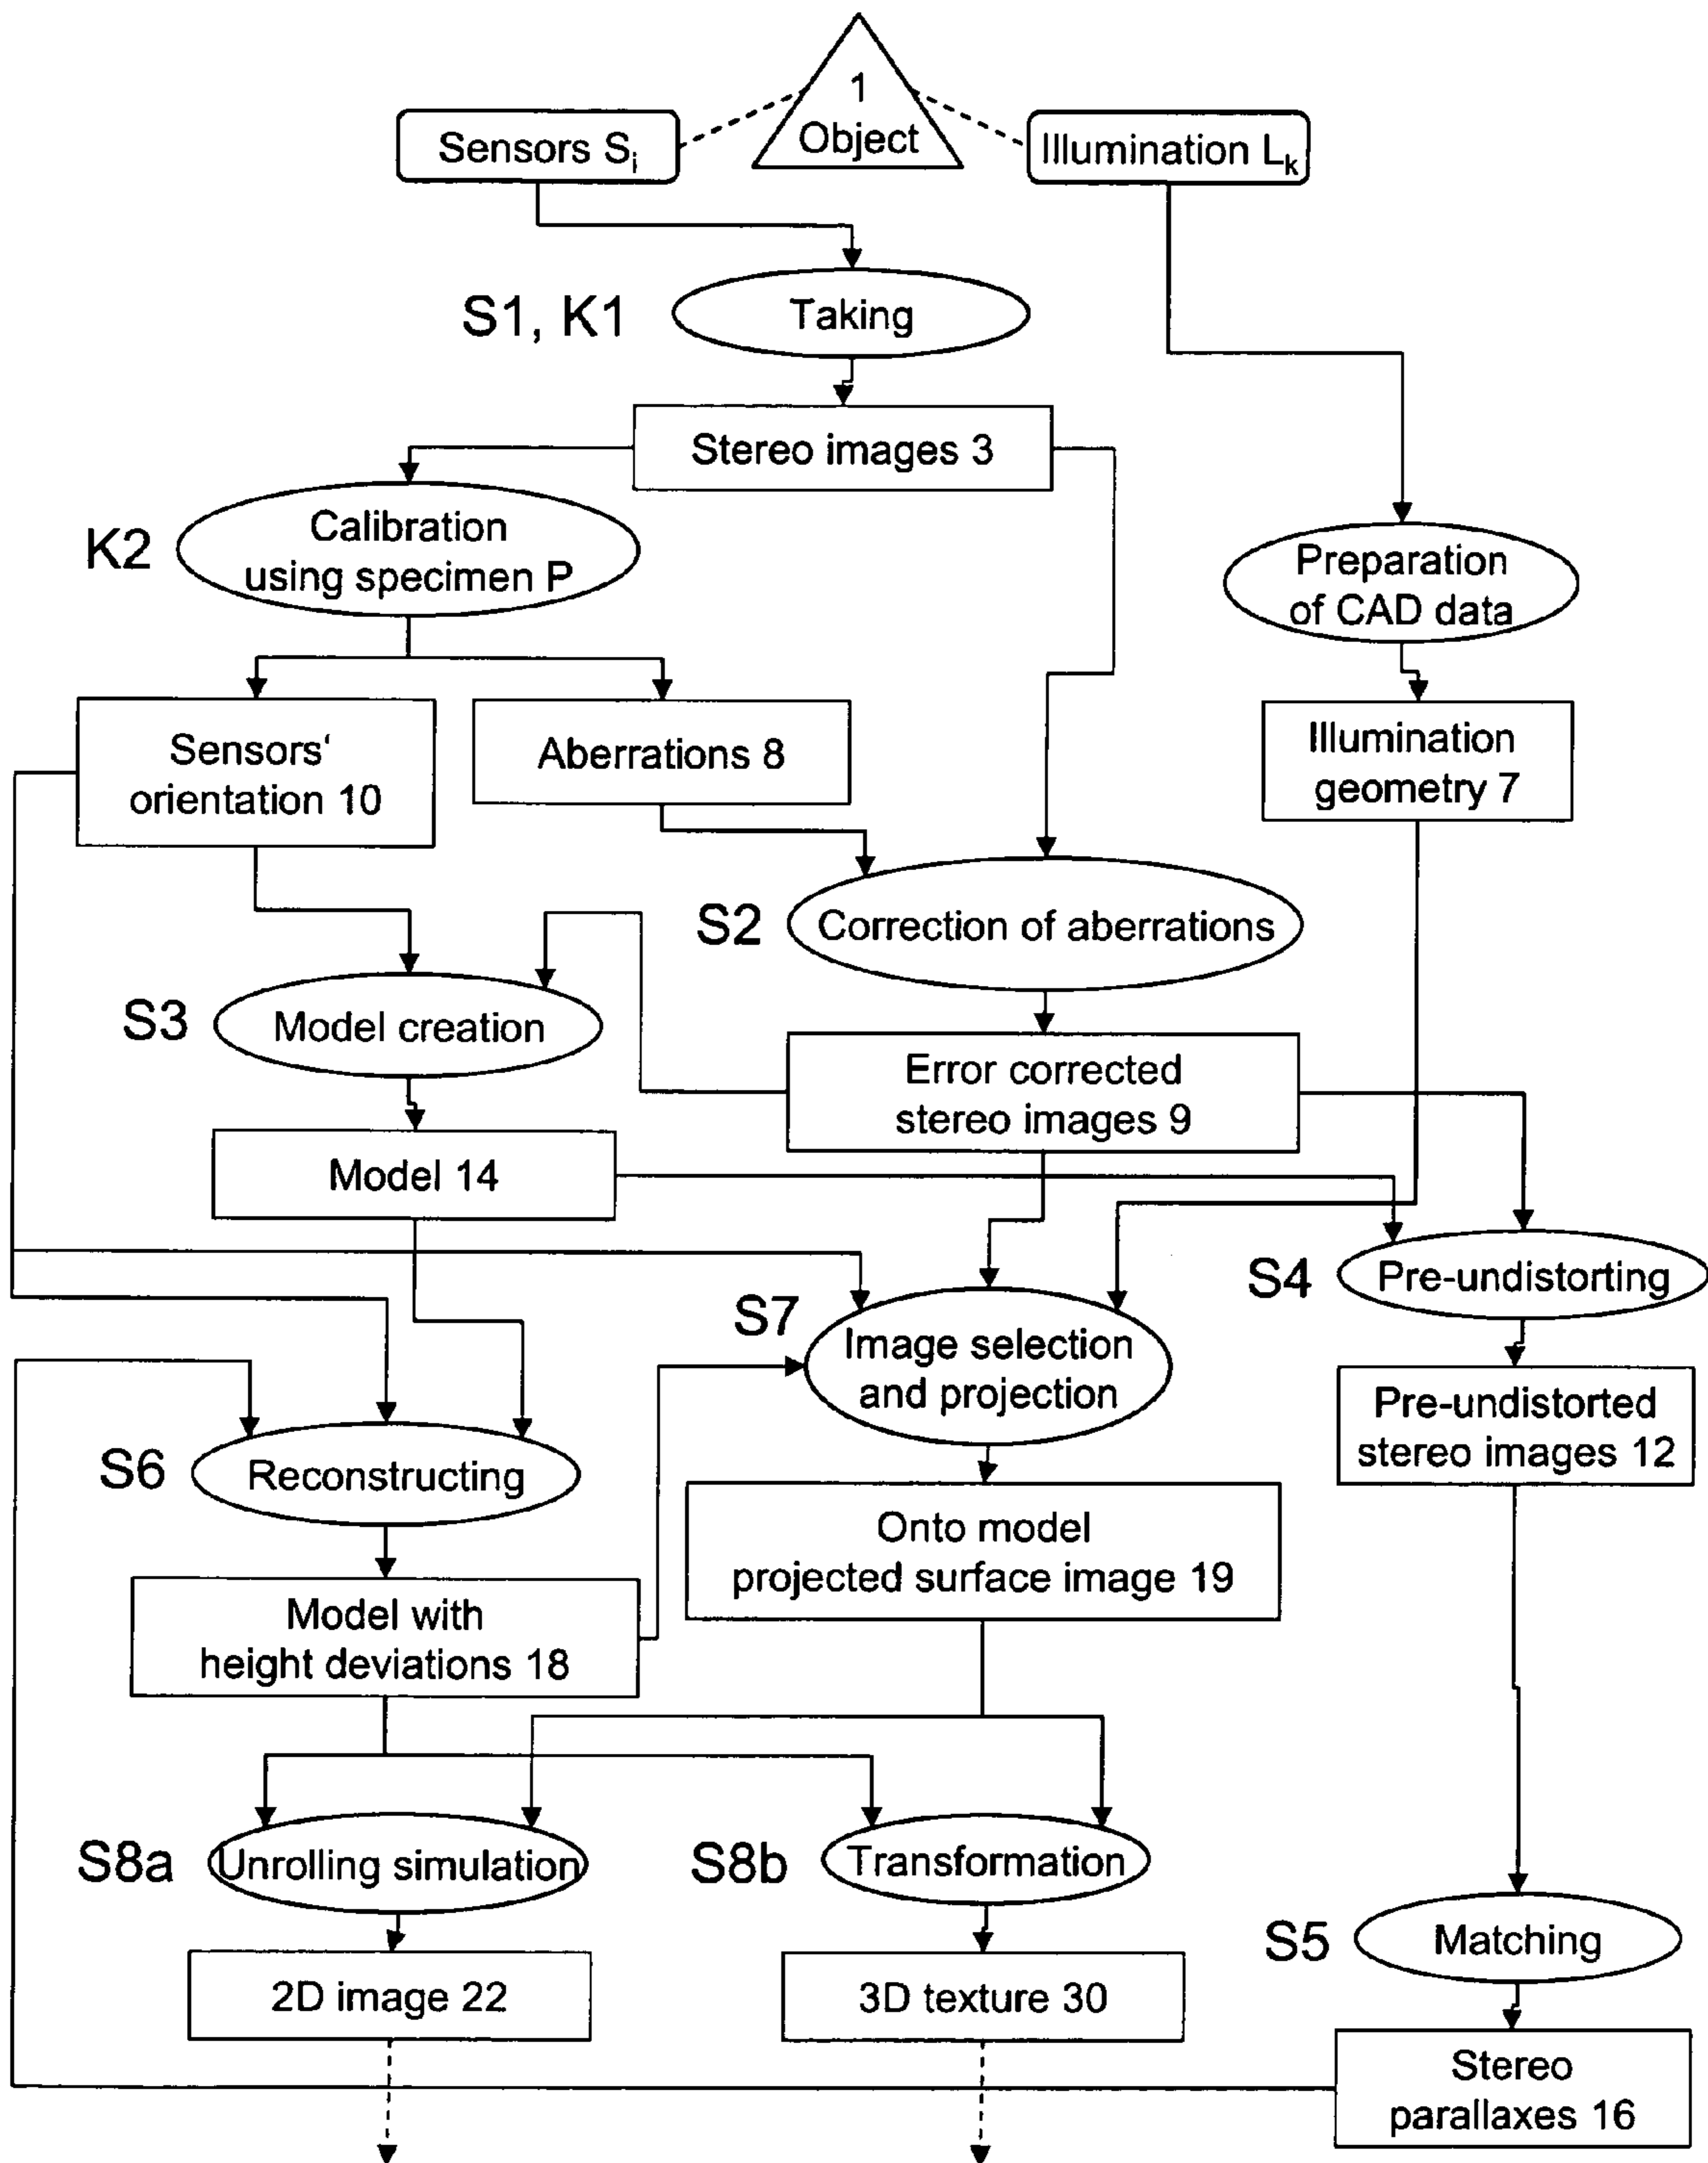 1
Object
Sensors Si
Illumination Lk
S1, K1
Taking
Stereo images 3
K2
Calibration
using specimen P
Preparation
of CAD data
Sensors‘
orientation 10
Aberrations 8
Illumination
geometry 7
S2
Correction of aberrations
S3
Model creation
Error corrected
stereo images 9
Model 14
S4
Pre-undistorting
S7
Image selection
and projection
Pre-undistorted
stereo images 12
S6
Reconstructing
Onto model
projected surface image 19
Model with
height deviations 18
S8a
Unrolling simulation
S8b
Transformation
S5
Matching
2D image 22
3D texture 30
Stereo
parallaxes 16